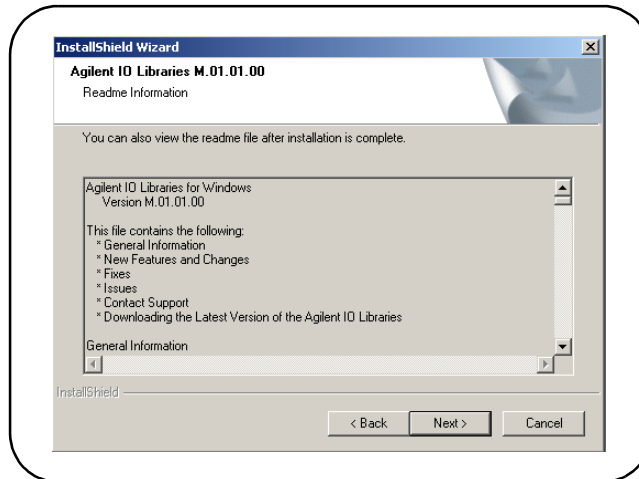 InstallShield Wizard
Agilent IO Libraries M.01.01.00
Readme Information
You can also view the readme file after installation is complete.
Agilent IO Libraries for Windows
Version M.01.01.00
This file contains the following:
* General Information
* New Features and Changes
* Fixes
* Issues
* Contact Support
* Downloading the Latest Version of the Agilent IO Libraries
General Information
InstallShield
< Back
Next >
Cancel